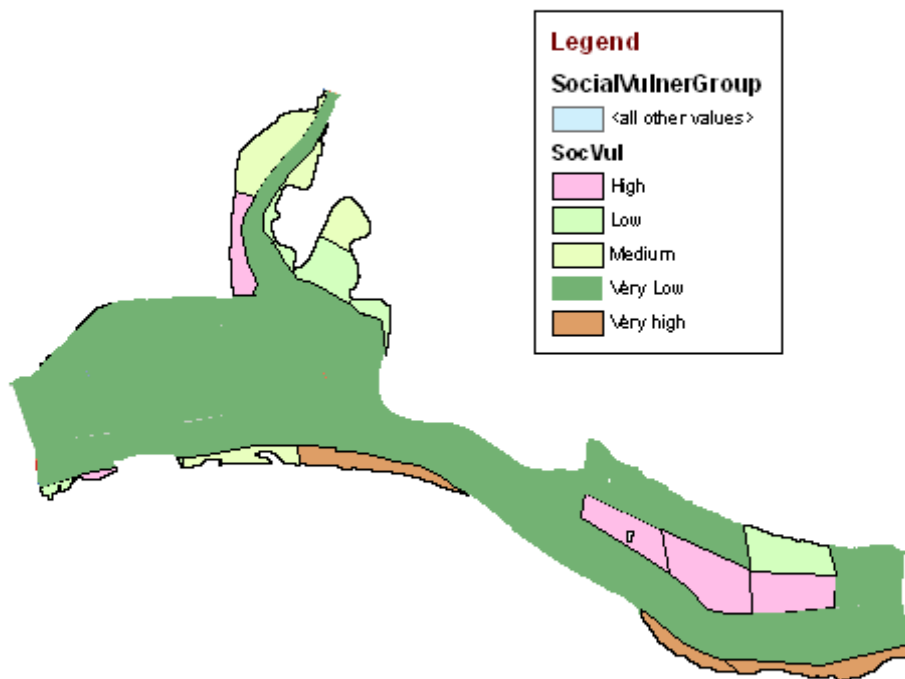 Legend
SocialVulnerGroup
<all other values>
SocVul
High
Low
Medium
Very Low
Very high